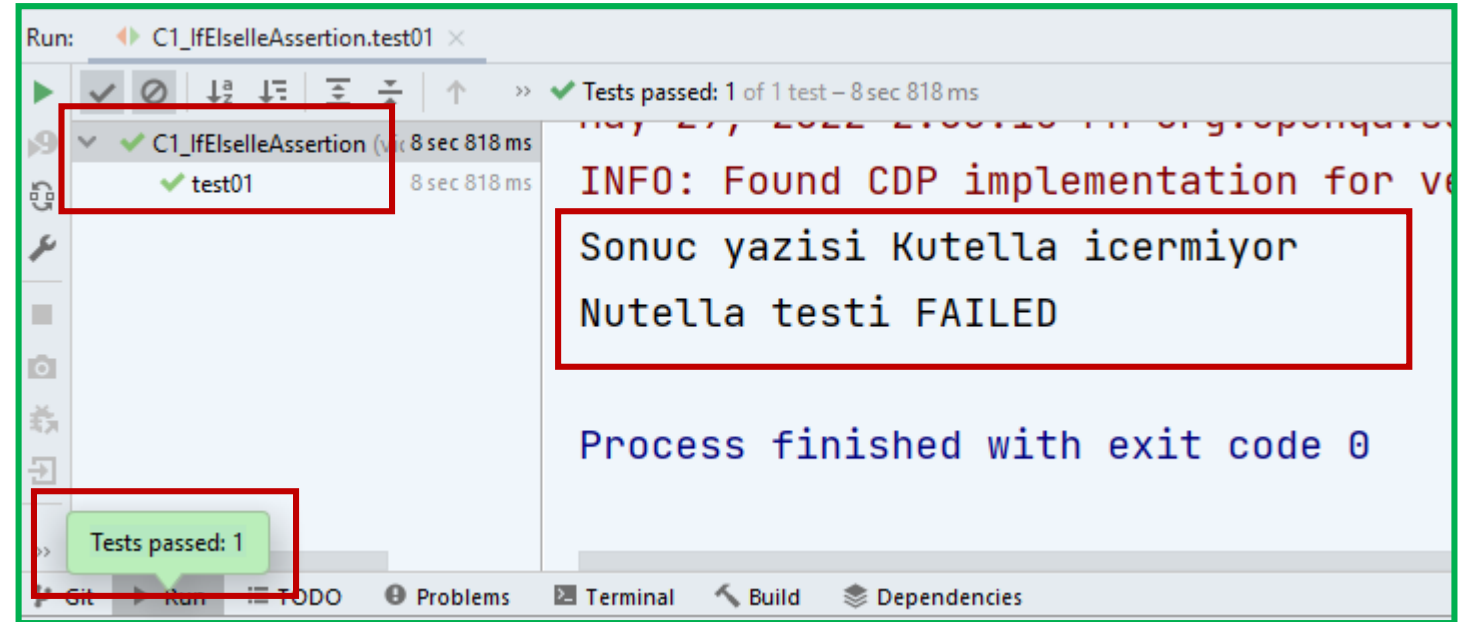 Run: C1_IfElselleAssertion.test01
Tests passed: 1 of 1 test – 8 sec 818 ms
C1_IfElselleAssertion 8 sec 818 ms
test01 8 sec 818 ms
INFO: Found CDP implementation for
Sonuc yazisi Kutella icermiyor
Nutella testi FAILED
Process finished with exit code 0
Tests passed: 1
Git Run TODO Problems Terminal Build Dependencies